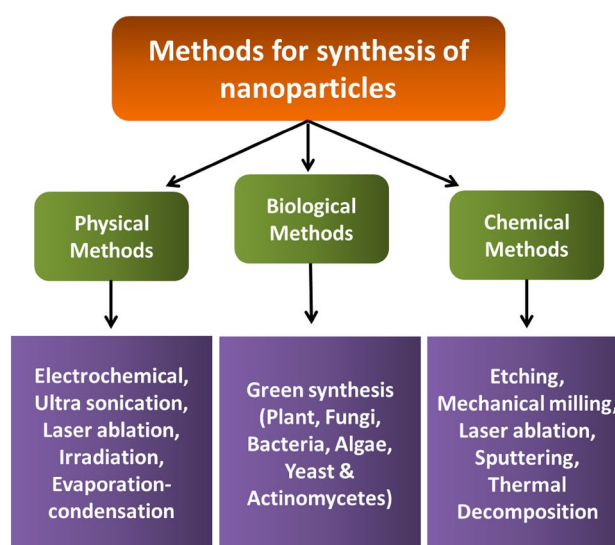 Methods for synthesis of
nanoparticles
Physical
Methods
Biological
Methods
Chemical
Methods
Electrochemical,
Ultra sonication,
Laser ablation,
Irradiation,
Evaporation-
condensation
Green synthesis
(Plant, Fungi,
Bacteria, Algae,
Yeast &
Actinomycetes)
Etching,
Mechanical milling,
Laser ablation,
Sputtering,
Thermal
Decomposition